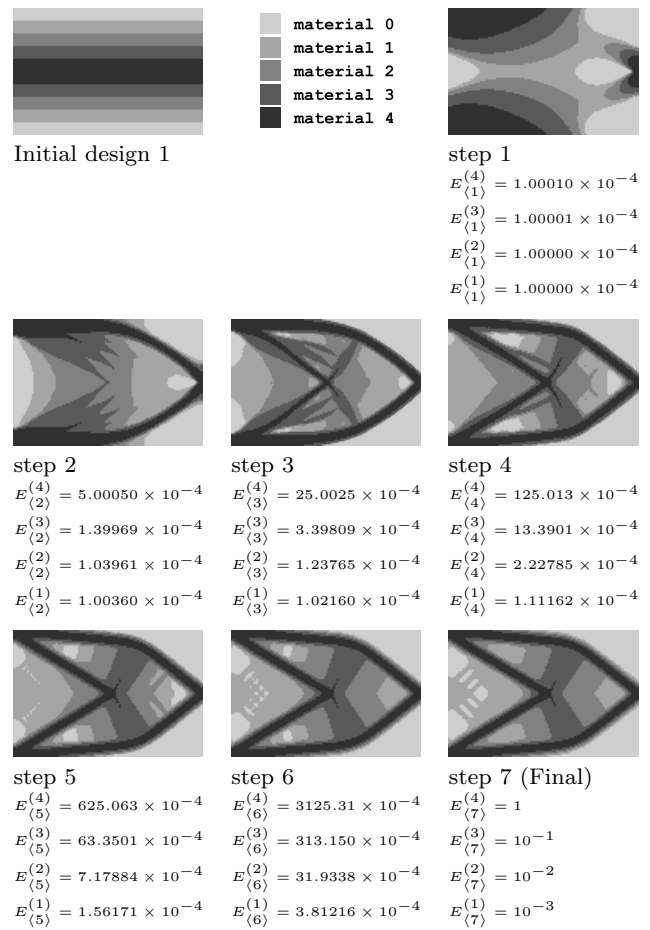 material 0
material 1
material 2
material 3
material 4
Initial design 1
step 1
E^{(4)}_{⟨1⟩} = 1.00010 × 10^{−4}
E^{(3)}_{⟨1⟩} = 1.00001 × 10^{−4}
E^{(2)}_{⟨1⟩} = 1.00000 × 10^{−4}
E^{(1)}_{⟨1⟩} = 1.00000 × 10^{−4}
step 2
E^{(4)}_{⟨2⟩} = 5.00050 × 10^{−4}
E^{(3)}_{⟨2⟩} = 1.39969 × 10^{−4}
E^{(2)}_{⟨2⟩} = 1.03961 × 10^{−4}
E^{(1)}_{⟨2⟩} = 1.00360 × 10^{−4}
step 3
E^{(4)}_{⟨3⟩} = 25.0025 × 10^{−4}
E^{(3)}_{⟨3⟩} = 3.39809 × 10^{−4}
E^{(2)}_{⟨3⟩} = 1.23765 × 10^{−4}
E^{(1)}_{⟨3⟩} = 1.02160 × 10^{−4}
step 4
E^{(4)}_{⟨4⟩} = 125.013 × 10^{−4}
E^{(3)}_{⟨4⟩} = 13.3901 × 10^{−4}
E^{(2)}_{⟨4⟩} = 2.22785 × 10^{−4}
E^{(1)}_{⟨4⟩} = 1.11162 × 10^{−4}
step 5
E^{(4)}_{⟨5⟩} = 625.063 × 10^{−4}
E^{(3)}_{⟨5⟩} = 63.3501 × 10^{−4}
E^{(2)}_{⟨5⟩} = 7.17884 × 10^{−4}
E^{(1)}_{⟨5⟩} = 1.56171 × 10^{−4}
step 6
E^{(4)}_{⟨6⟩} = 3125.31 × 10^{−4}
E^{(3)}_{⟨6⟩} = 313.150 × 10^{−4}
E^{(2)}_{⟨6⟩} = 31.9338 × 10^{−4}
E^{(1)}_{⟨6⟩} = 3.81216 × 10^{−4}
step 7 (Final)
E^{(4)}_{⟨7⟩} = 1
E^{(3)}_{⟨7⟩} = 10^{−1}
E^{(2)}_{⟨7⟩} = 10^{−2}
E^{(1)}_{⟨7⟩} = 10^{−3}